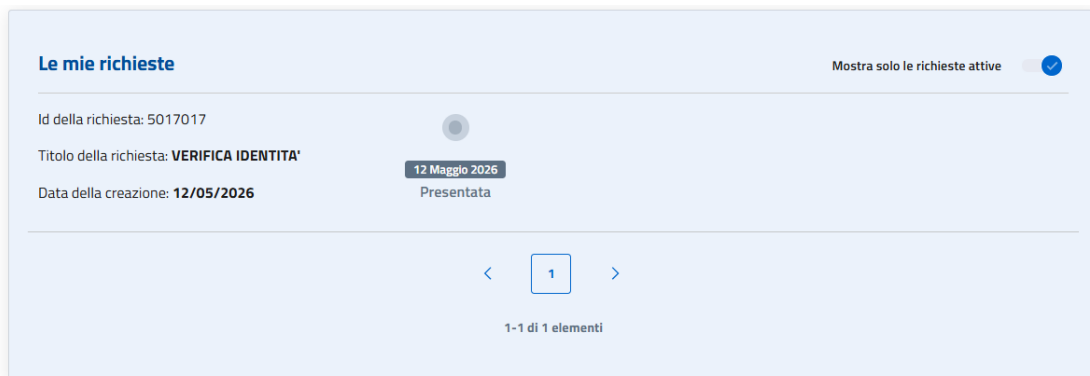 Le mie richieste
Mostra solo le richieste attive
Id della richiesta: 5017017
Titolo della richiesta: VERIFICA IDENTITA'
Data della creazione: 12/05/2026
12 Maggio 2026
Presentata
1
1-1 di 1 elementi